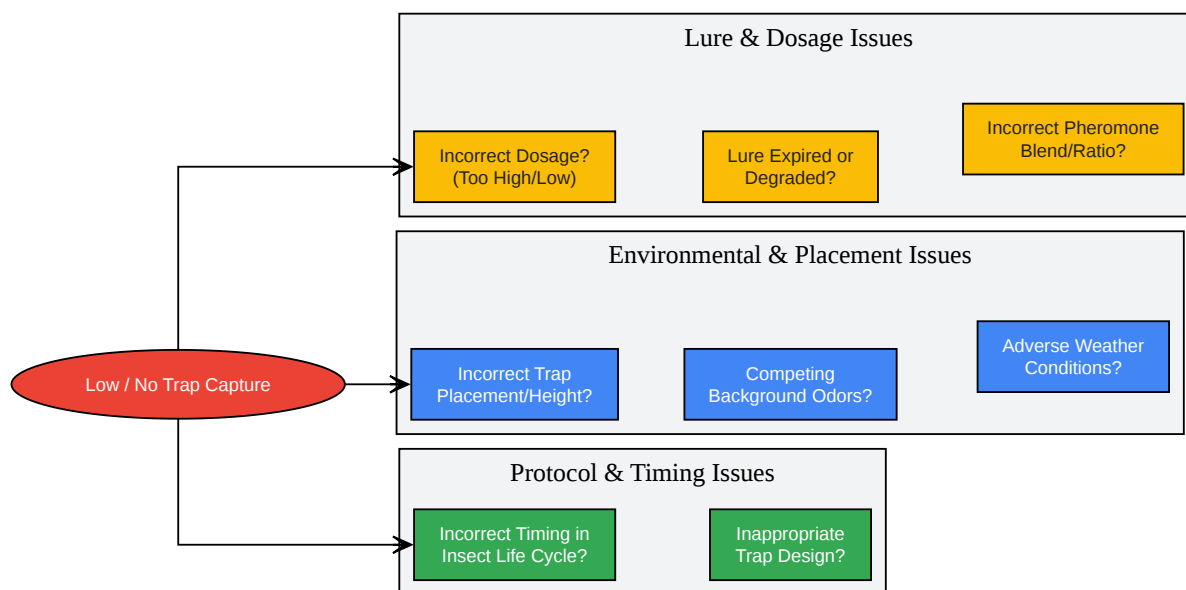 Lure & Dosage Issues
Incorrect Dosage?
(Too High/Low)
Lure Expired or
Degraded?
Incorrect Pheromone
Blend/Ratio?
Environmental & Placement Issues
Low / No Trap Capture
Incorrect Trap
Placement/Height?
Competing
Background Odors?
Adverse Weather
Conditions?
Protocol & Timing Issues
Incorrect Timing in
Insect Life Cycle?
Inappropriate
Trap Design?